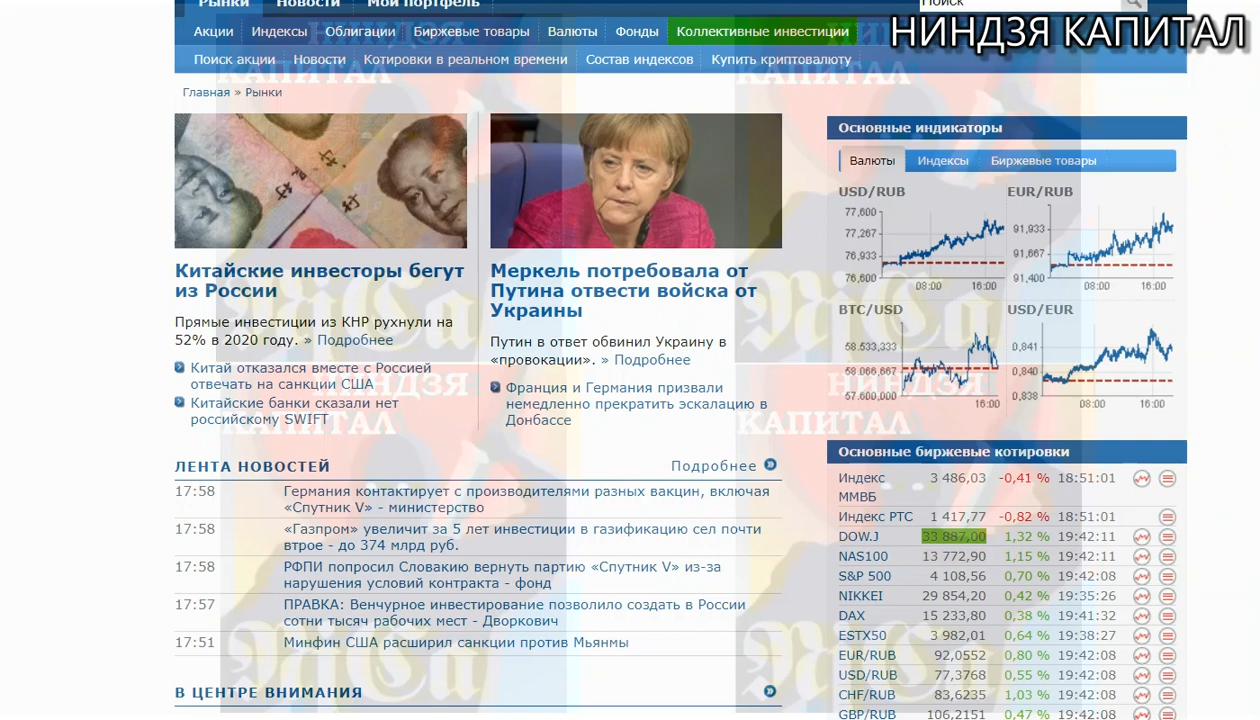 Рынки Новости Мой портфель
Поиск
НИНДЗЯ КАПИТАЛ
Акции Индексы Облигации Биржевые товары Валюты Фонды Коллективные инвестиции
Поиск акции Новости Котировки в реальном времени Состав индексов Купить криптовалюту
Главная » Рынки
Китайские инвесторы бегут
из России
Прямые инвестиции из КНР рухнули на
52% в 2020 году. » Подробнее
Китай отказался вместе с Россией
отвечать на санкции США
Китайские банки сказали нет
российскому SWIFT
Меркель потребовала от
Путина отвести войска от
Украины
Путин в ответ обвинил Украину в
«провокации». » Подробнее
Франция и Германия призвали
немедленно прекратить эскалацию в
Донбассе
ЛЕНТА НОВОСТЕЙ Подробнее
17:58 Германия контактирует с производителями разных вакцин, включая
«Спутник V» - министерство
17:58 «Газпром» увеличит за 5 лет инвестиции в газификацию сел почти
втрое - до 374 млрд руб.
17:58 РФПИ попросил Словакию вернуть партию «Спутник V» из-за
нарушения условий контракта - фонд
17:57 ПРАВКА: Венчурное инвестирование позволило создать в России
сотни тысяч рабочих мест - Дворкович
17:51 Минфин США расширил санкции против Мьянмы
В ЦЕНТРЕ ВНИМАНИЯ
Основные индикаторы
Валюты Индексы Биржевые товары
USD/RUB
77,600
77,267
76,933
76,600
08:00 16:00
EUR/RUB
91,833
91,667
91,400
08:00 16:00
BTC/USD
58.533,333
58.066,667
57.600,000
16:00
USD/EUR
0,841
0,840
0,838
08:00 16:00
Основные биржевые котировки
Индекс
ММВБ 3 486,03 -0,41 % 18:51:01
Индекс РТС 1 417,77 -0,82 % 18:51:01
DOW.J 33 887,00 1,32 % 19:42:11
NAS100 13 772,90 1,15 % 19:42:11
S&P 500 4 108,56 0,70 % 19:42:08
NIKKEI 29 854,20 0,42 % 19:35:26
DAX 15 233,80 0,38 % 19:41:32
ESTX50 3 982,01 0,64 % 19:38:27
EUR/RUB 92,0552 0,80 % 19:42:08
USD/RUB 77,3768 0,55 % 19:42:08
CHF/RUB 83,6235 1,03 % 19:42:08
GBP/RUB 106,2151 0,47 % 19:42:08
НИНДЗЯ
КАПИТАЛ
НИНДЗЯ
КАПИТАЛ
НИНДЗЯ
КАПИТАЛ
НИНДЗЯ
КАПИТАЛ